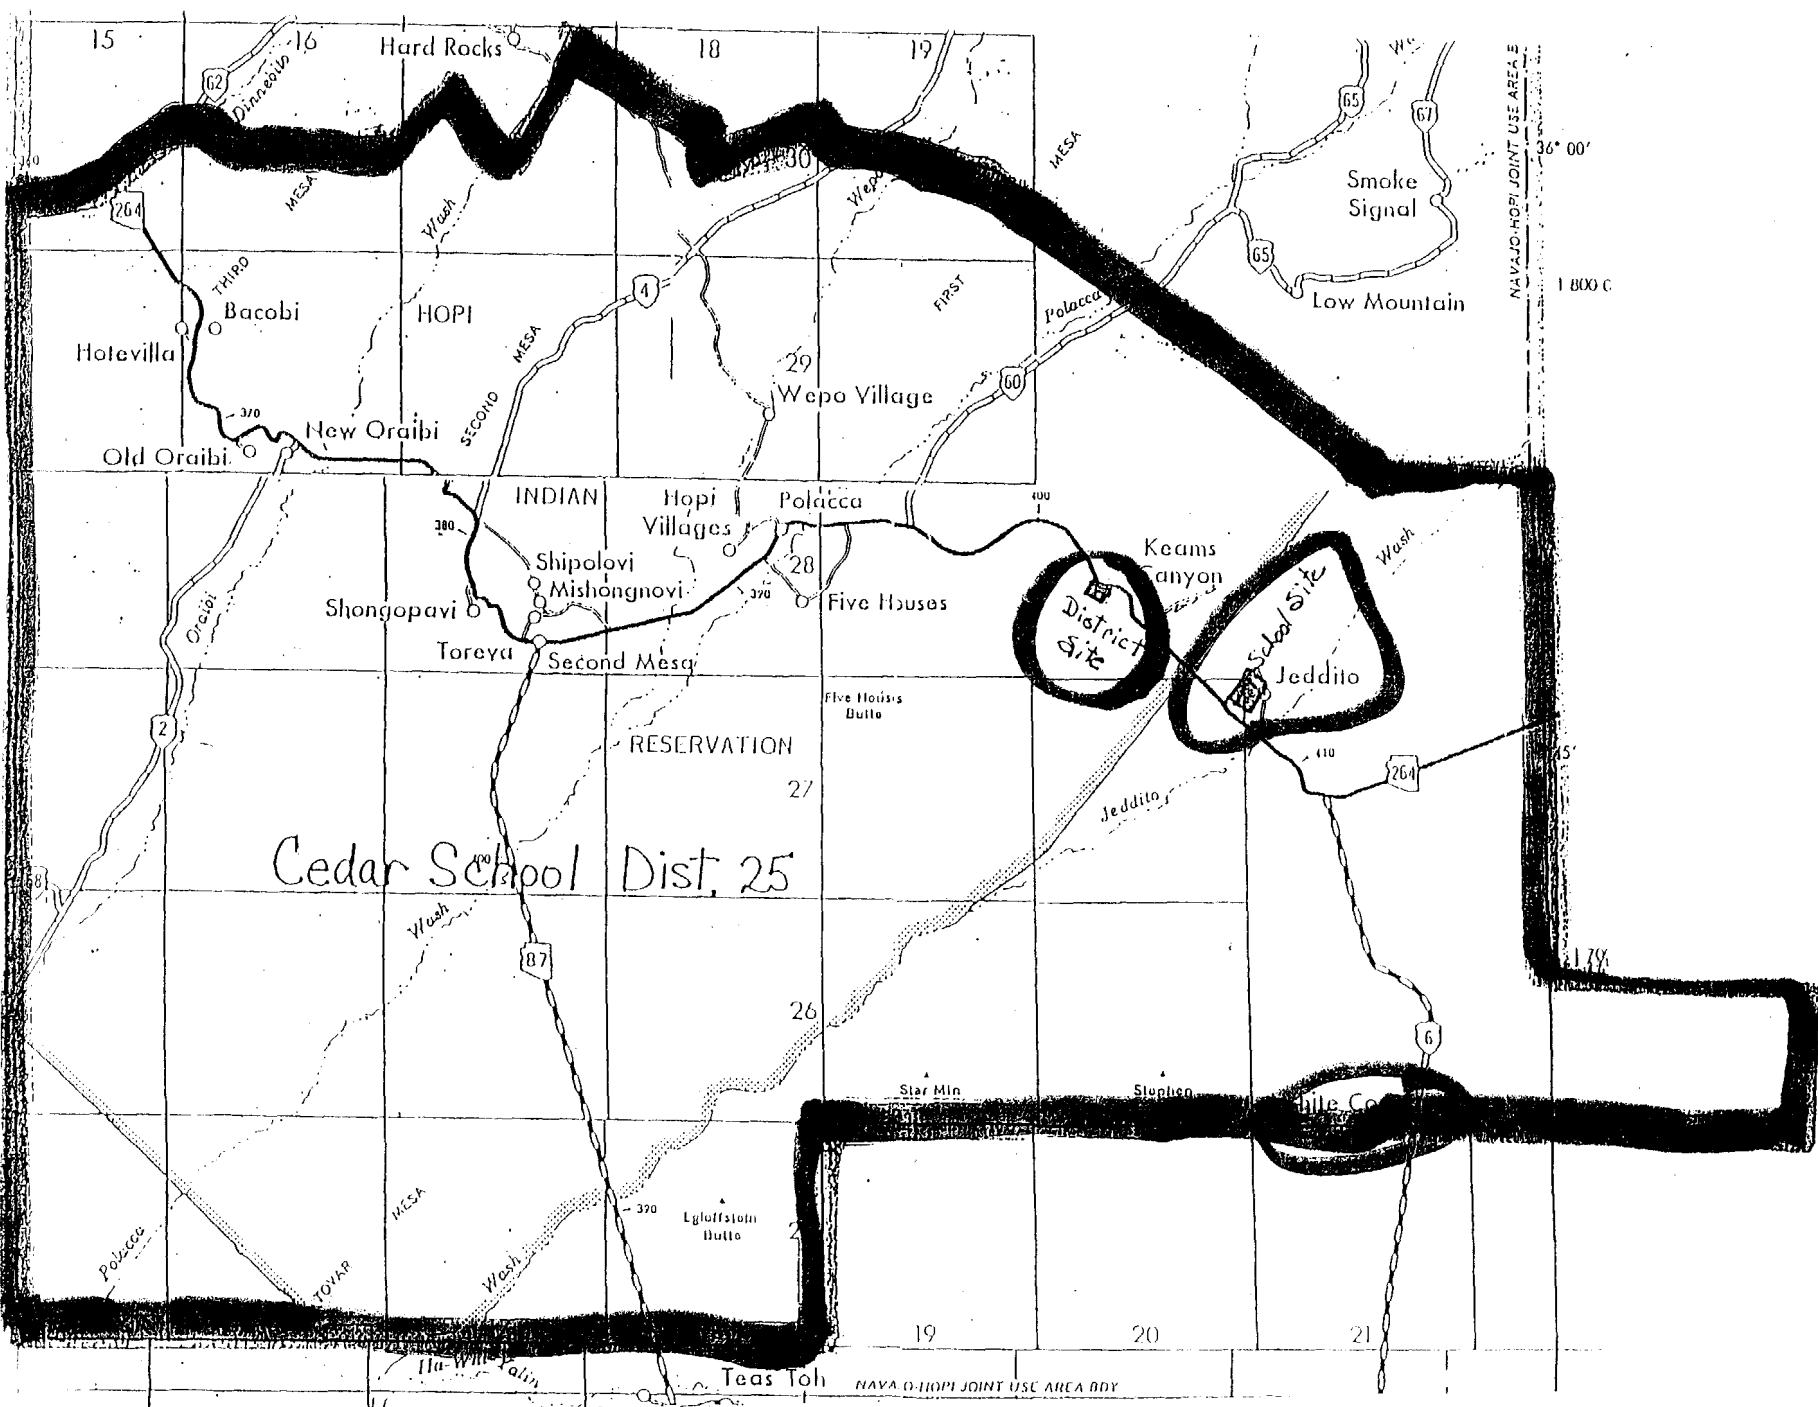 15
16
Hard Rocks
18
19
62
Dinnebito
65
67
NAVAJO-HOPI JOINT USE AREA B
36° 00'
MESA
30
Wepo
MESA
264
Wash
Smoke
Signal
65
THIRD
4
FIRST
Polacca
Low Mountain
1 800 C
Bacobi
HOPI
Hotevilla
MESA
29
60
Wepo Village
370
SECOND
New Oraibi
Old Oraibi
INDIAN
Hopi
Villages
Polacca
400
380
Keams
Canyon
Wash
Shipolovi
Mishongnovi
28
390
Five Houses
Shongopavi
District
Site
School Site
Oraibi
Toreva
Second Mesa
Jeddito
Five Houses
Butte
2
RESERVATION
410
264
27
Jeddito
Cedar School Dist. 25
Wash
87
26
6
Star Mtn
Stephen
MESA
390
Egloffstein
Butte
Polacca
TOVAR
Wash
19
20
21
Teas Toh
NAVAJO-HOPI JOINT USE AREA BDY